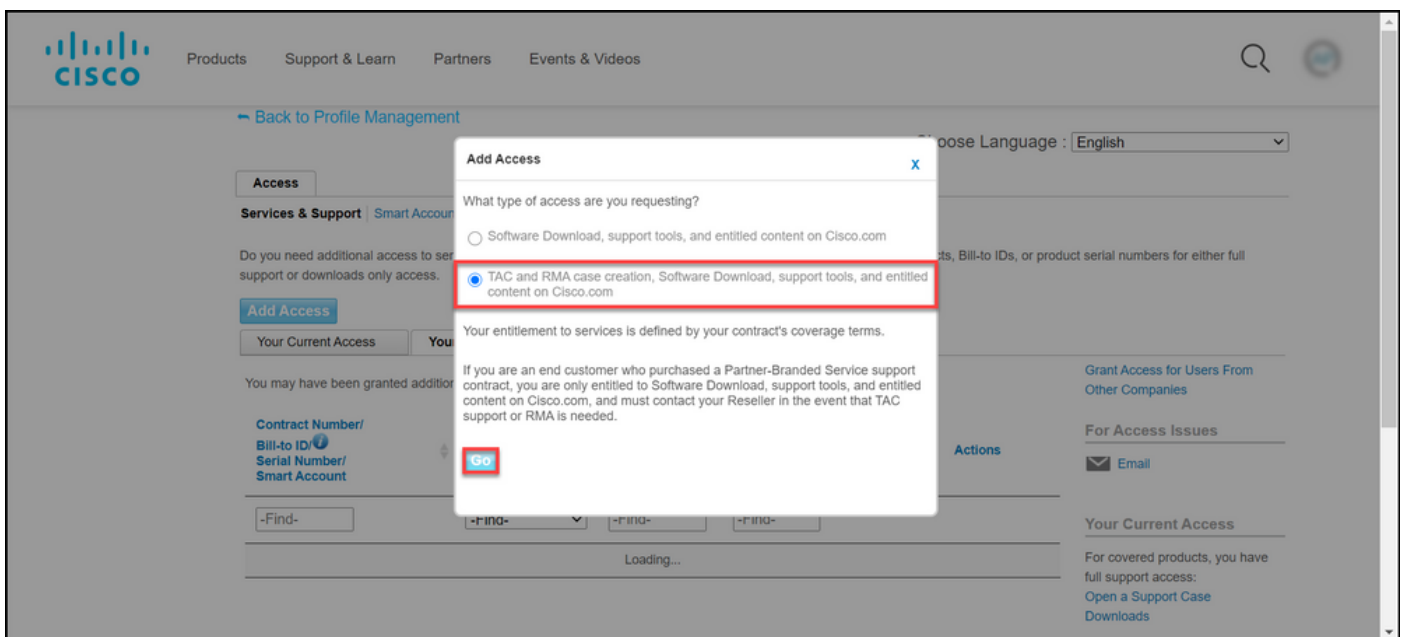 CISCO
Products Support & Learn Partners Events & Videos
Back to Profile Management
Choose Language : English
Access
Services & Support Smart Accoun
Do you need additional access to ser
cts, Bill-to IDs, or product serial numbers for either full
support or downloads only access.
Add Access
Your Current Access You
You may have been granted addition
Contract Number/
Bill-to ID/
Serial Number/
Smart Account
Actions
-Find- -Find- -Find- -Find-
Loading...
Add Access X
What type of access are you requesting?
Software Download, support tools, and entitled content on Cisco.com
TAC and RMA case creation, Software Download, support tools, and entitled
content on Cisco.com
Your entitlement to services is defined by your contract's coverage terms.
If you are an end customer who purchased a Partner-Branded Service support
contract, you are only entitled to Software Download, support tools, and entitled
content on Cisco.com, and must contact your Reseller in the event that TAC
support or RMA is needed.
Go
Grant Access for Users From
Other Companies
For Access Issues
Email
Your Current Access
For covered products, you have
full support access:
Open a Support Case
Downloads